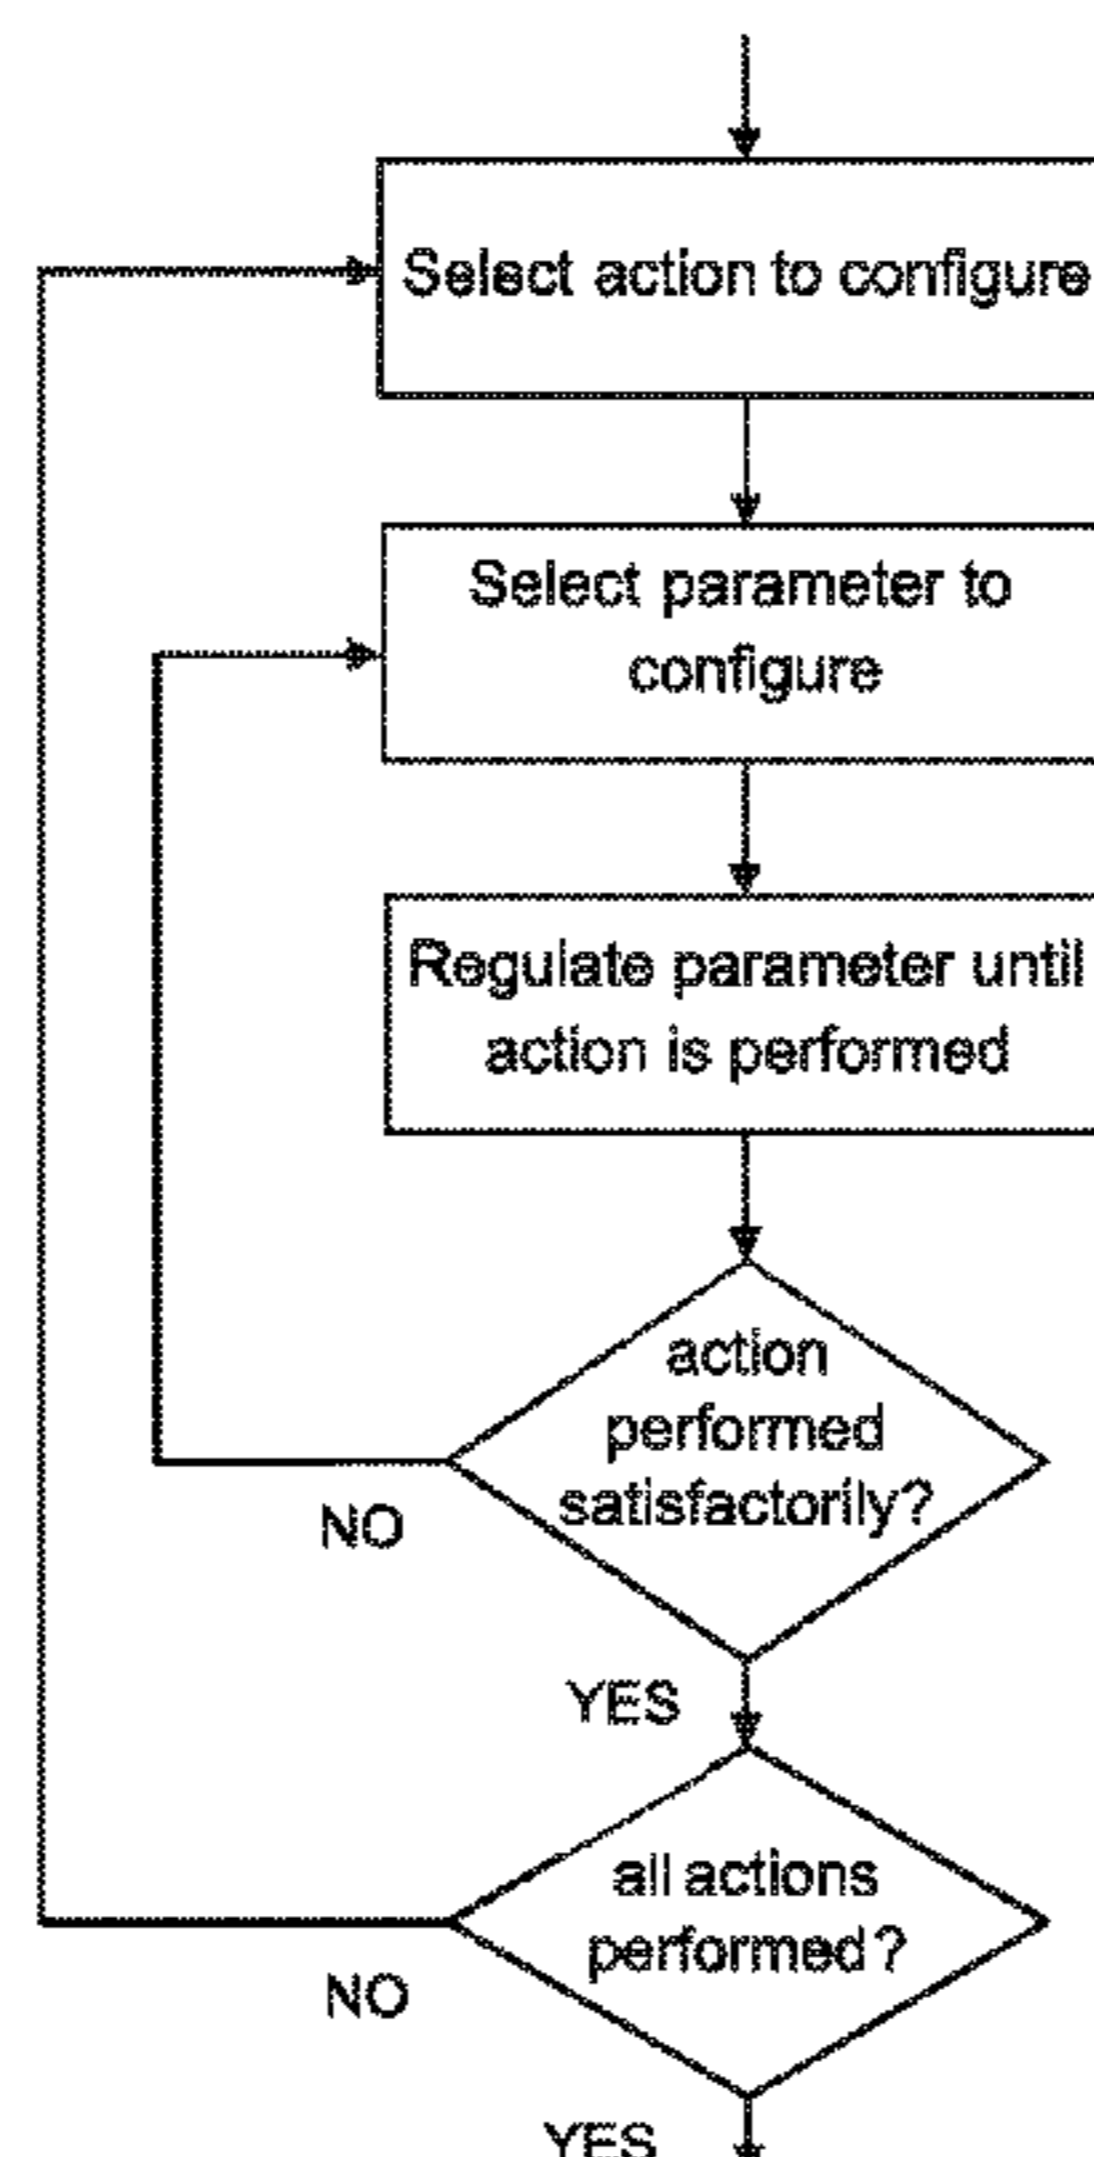 Select action to configure
Select parameter to
configure
Regulate parameter until
action is performed
action
performed
satisfactorily?
NO
YES
all actions
performed?
NO
YES